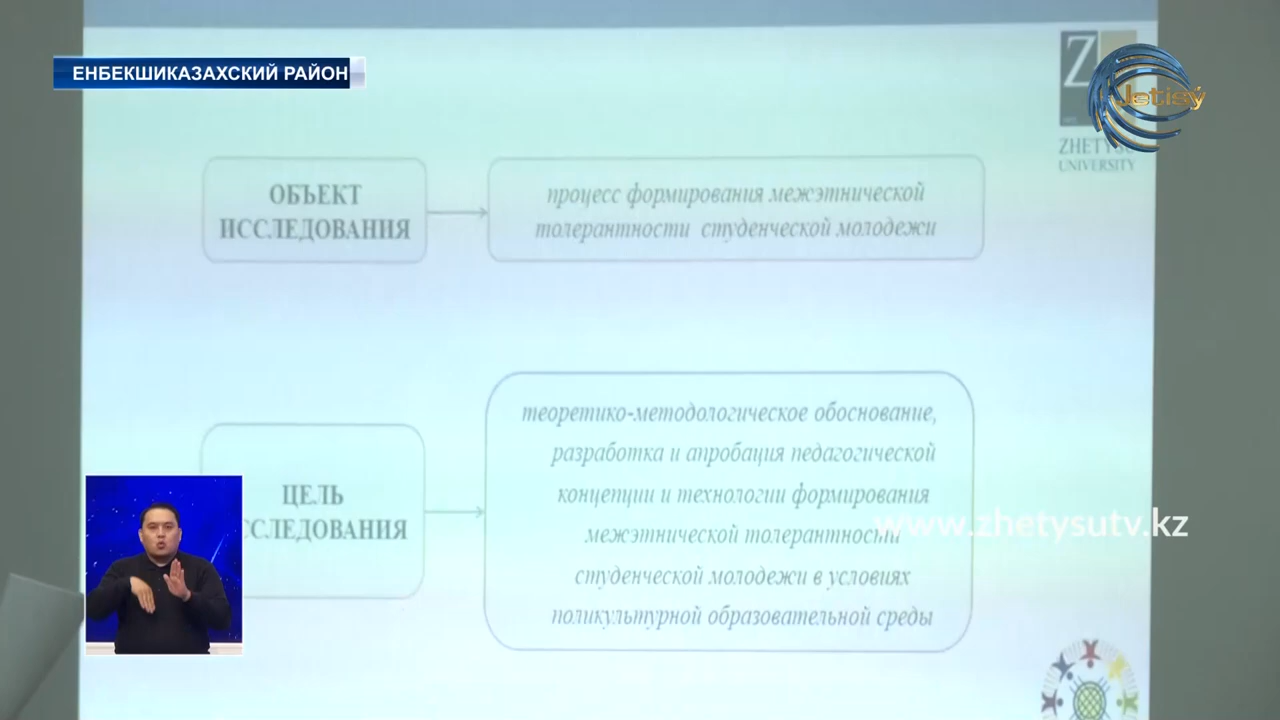 ЕНБЕКШИКАЗАХСКИЙ РАЙОН
Z
Jetisý
ZHETYSU
UNIVERSITY
ОБЪЕКТ
ИССЛЕДОВАНИЯ
процесс формирования межэтнической
толерантности студенческой молодежи
ЦЕЛЬ
ССЛЕДОВАНИЯ
теоретико-методологическое обоснование,
разработка и апробация педагогической
концепции и технологии формирования
межэтнической толерантности
студенческой молодежи в условиях
поликультурной образовательной среды
www.zhetysutv.kz